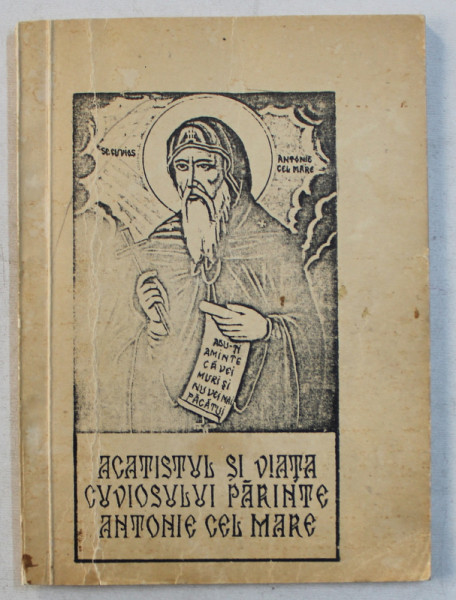 SF. CUVIOS
ANTONIE
CEL MARE
ADU-ȚI
AMINTE
CĂ VEI
MURI ȘI
NU VEI MAI
PĂCĂTUI
ACATISTUL ȘI VIAȚA
CUVIOSULUI PĂRINTE
ANTONIE CEL MARE